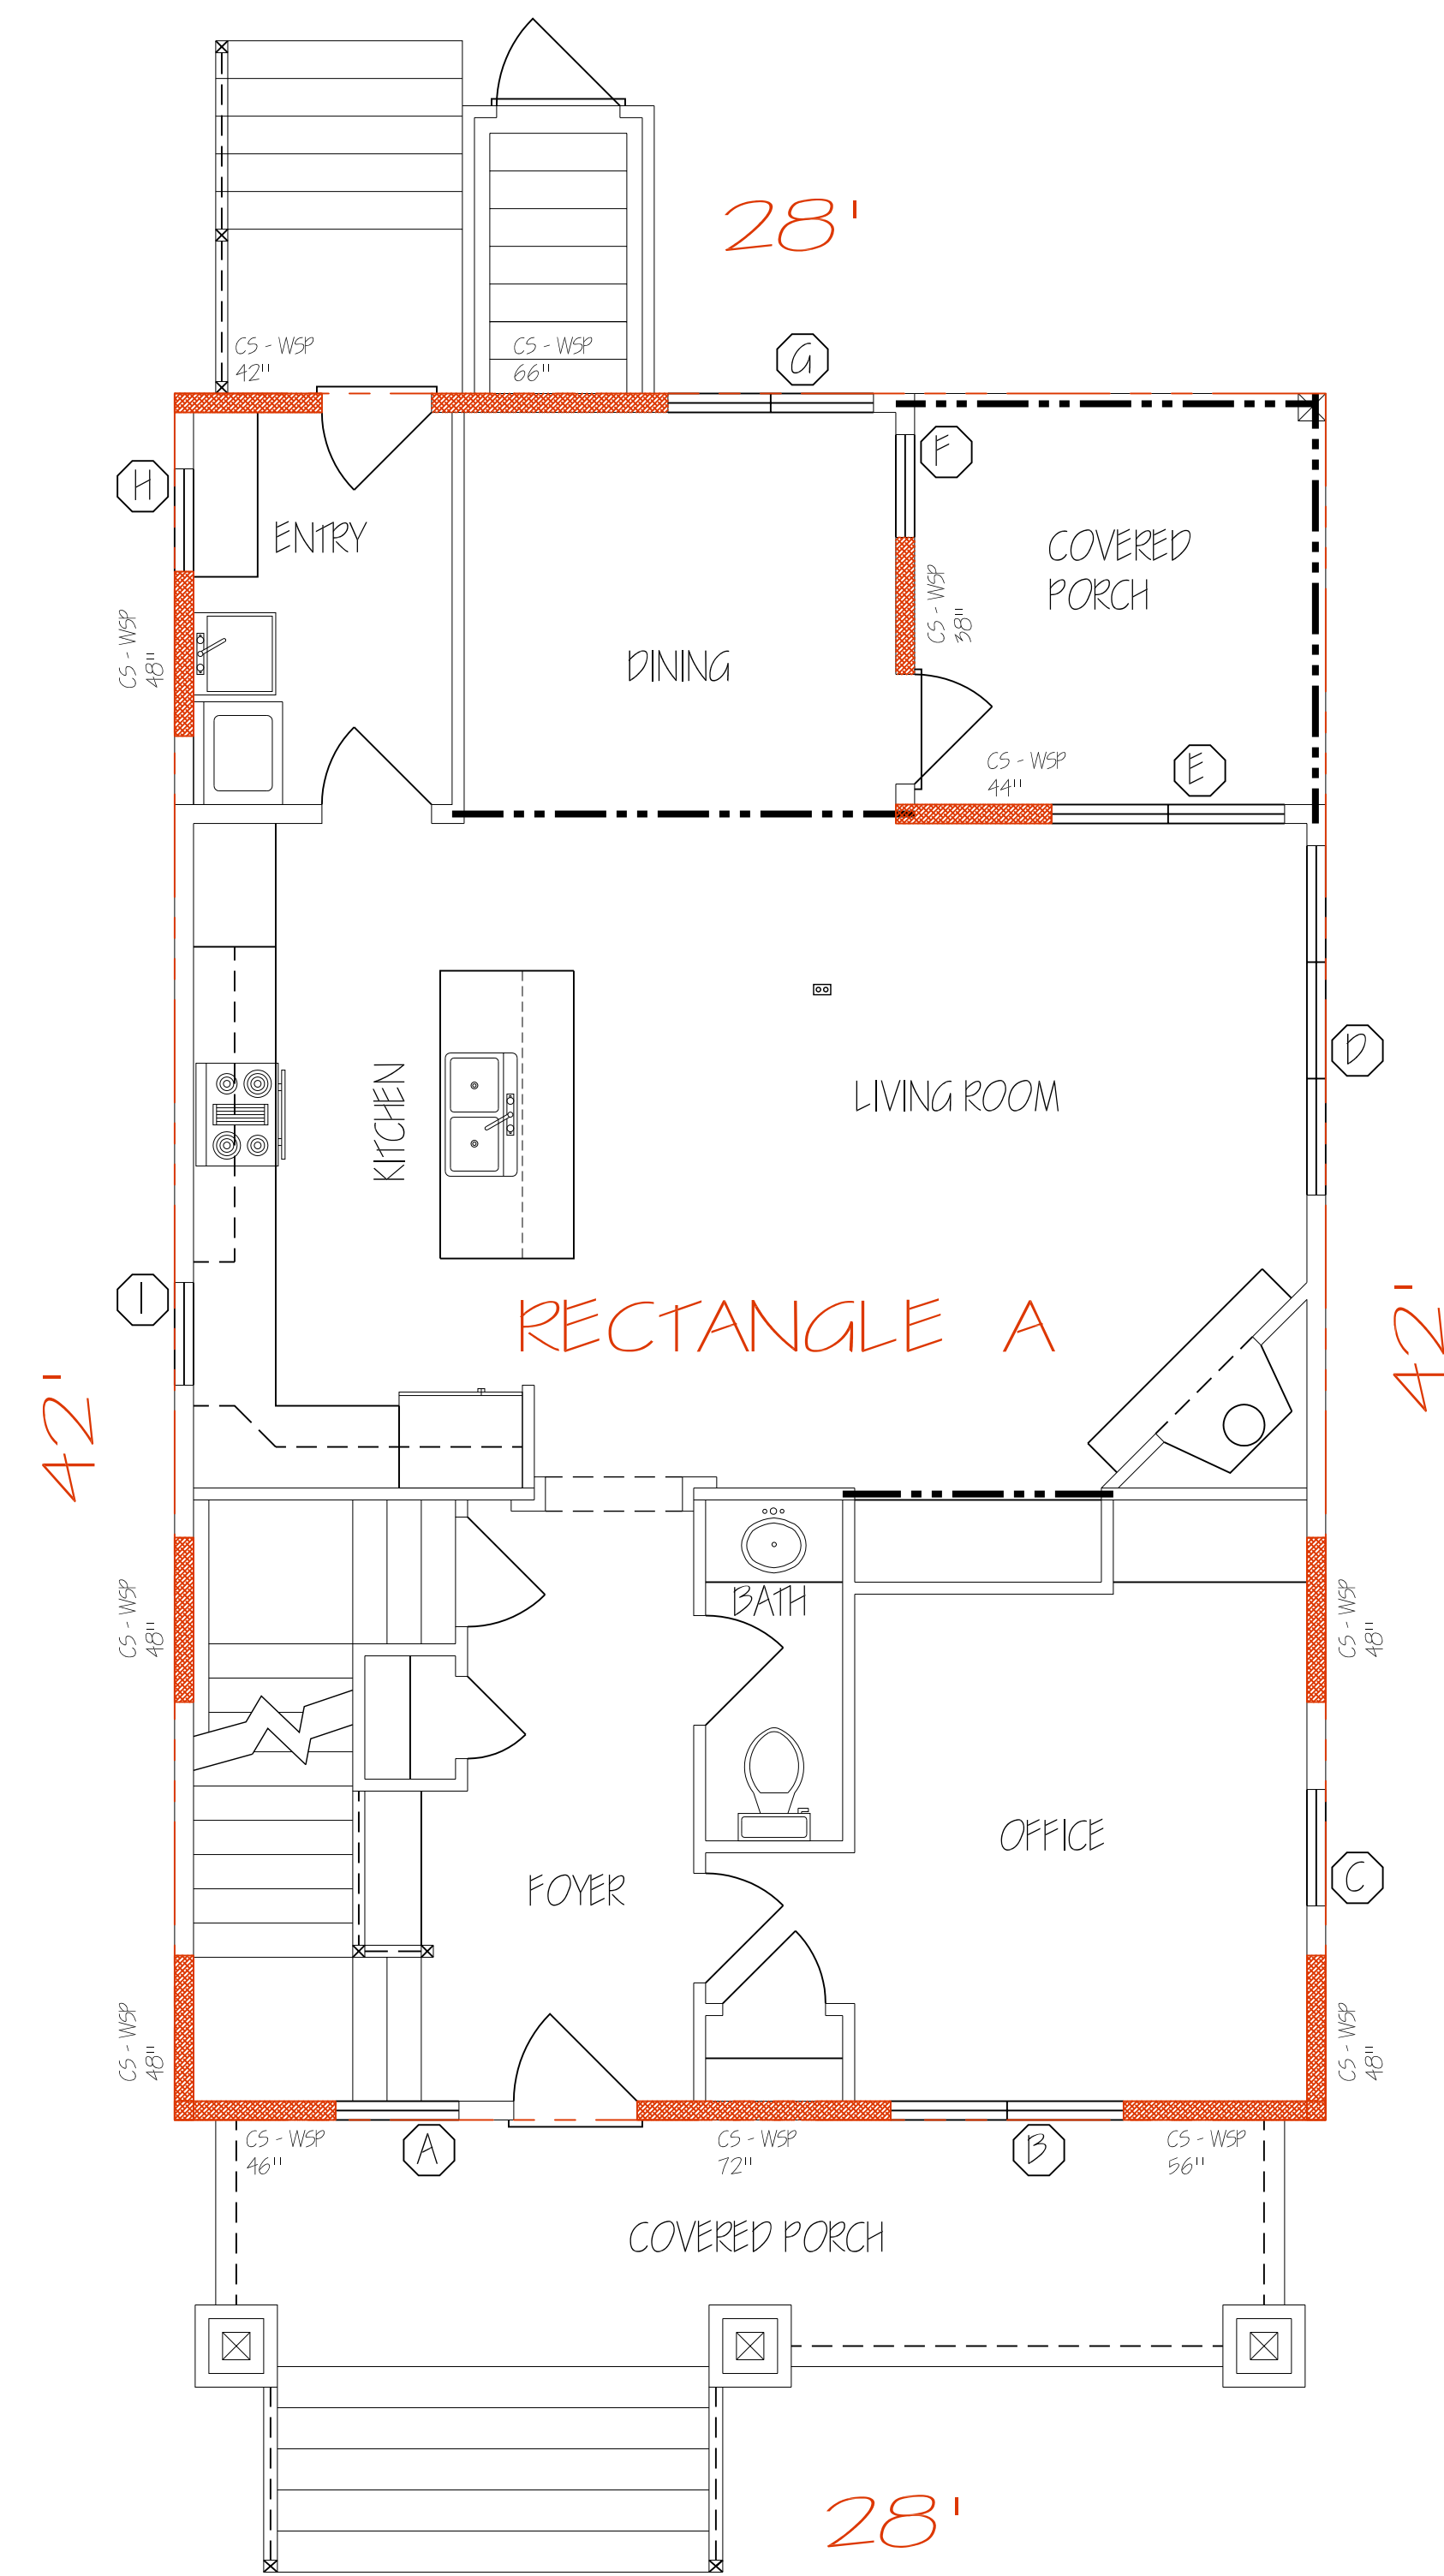 28'
CS - WSP
42"
CS - WSP
66"
G
H
F
ENTRY
COVERED
PORCH
CS - WSP
38"
CS - WSP
48"
DINING
CS - WSP
44"
E
D
KITCHEN
LIVING ROOM
I
RECTANGLE A
42'
42'
CS - WSP
48"
BATH
CS - WSP
48"
OFFICE
FOYER
C
CS - WSP
48"
CS - WSP
48"
CS - WSP
46"
A
CS - WSP
72"
B
CS - WSP
56"
COVERED PORCH
28'